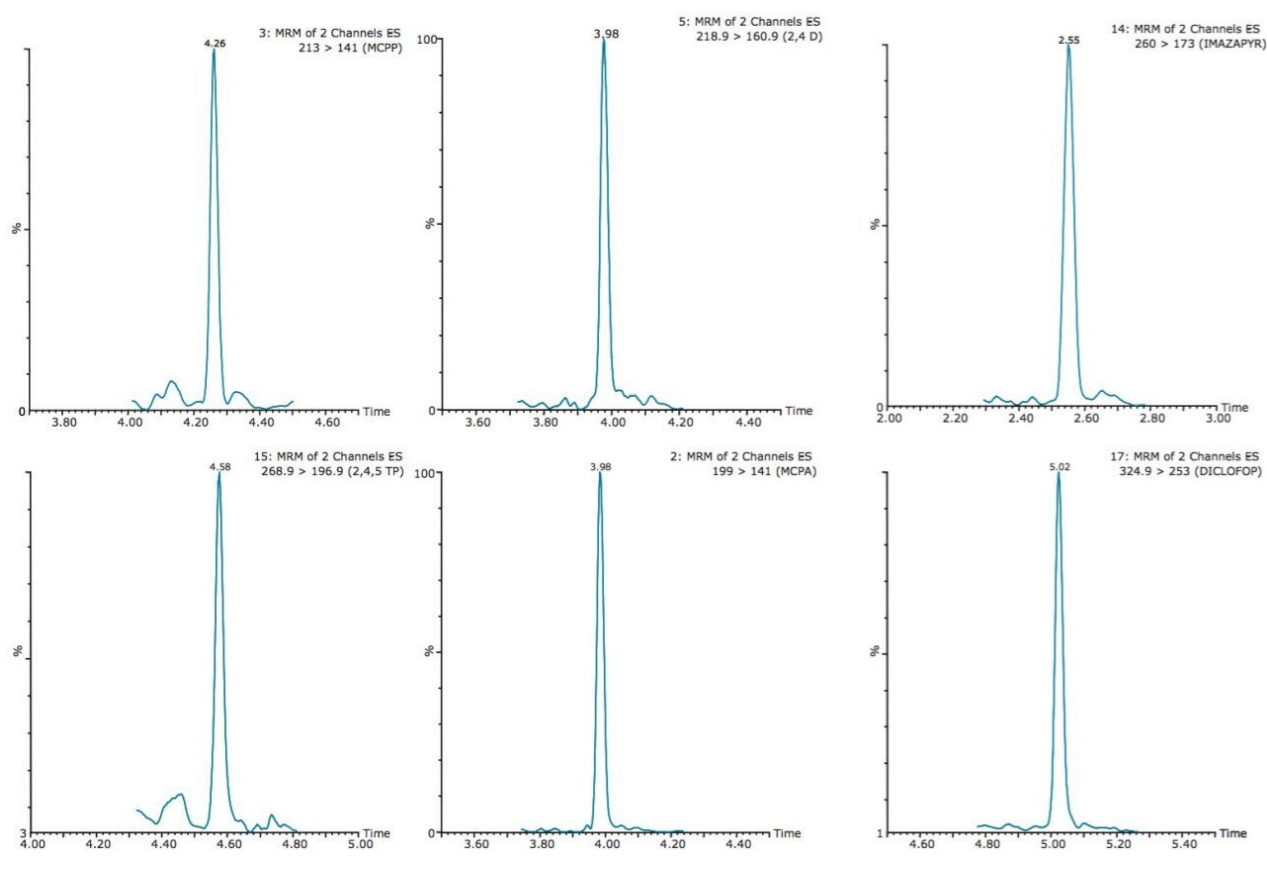 3: MRM of 2 Channels ES
213 > 141 (MCPP)
4.26
%
0
3.80 4.00 4.20 4.40 4.60
Time
5: MRM of 2 Channels ES
218.9 > 160.9 (2,4 D)
3.98
100
%
0
3.60 3.80 4.00 4.20 4.40
Time
14: MRM of 2 Channels ES
260 > 173 (IMAZAPYR)
2.55
%
0
2.00 2.20 2.40 2.60 2.80 3.00
Time
15: MRM of 2 Channels ES
268.9 > 196.9 (2,4,5 TP)
4.58
%
3
4.00 4.20 4.40 4.60 4.80 5.00
Time
2: MRM of 2 Channels ES
199 > 141 (MCPA)
3.98
100
%
0
3.60 3.80 4.00 4.20 4.40
Time
17: MRM of 2 Channels ES
324.9 > 253 (DICLOFOP)
5.02
%
1
4.60 4.80 5.00 5.20 5.40
Time